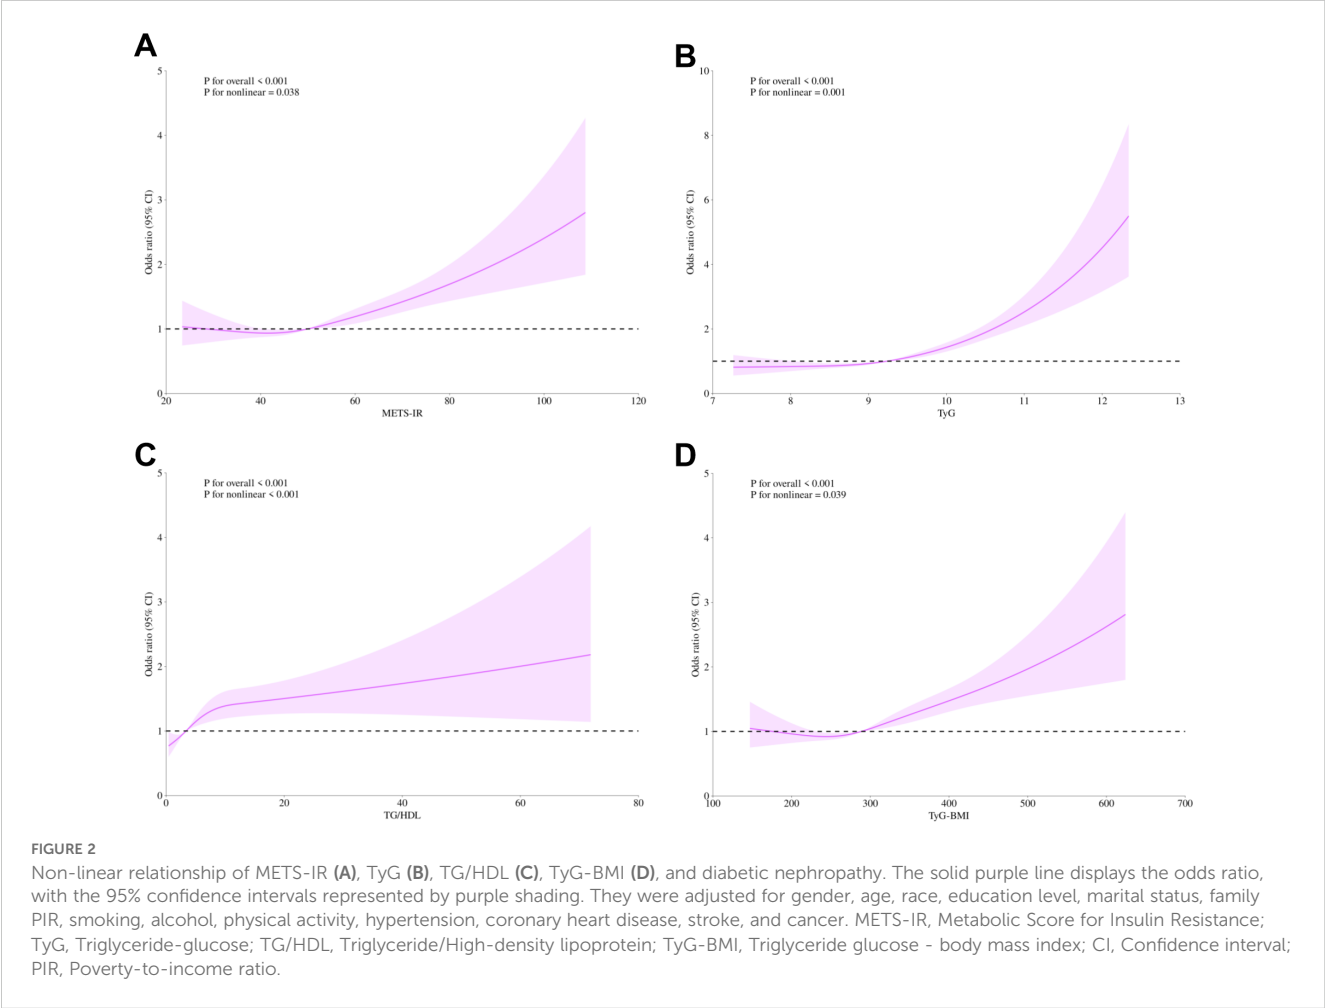 A
P for overall < 0.001
P for nonlinear = 0.038
5
4
3
2
1
0
Odds ratio (95% CI)
20
40
60
80
100
120
METS-IR
B
P for overall < 0.001
P for nonlinear = 0.001
10
8
6
4
2
0
Odds ratio (95% CI)
7
8
9
10
11
12
13
TyG
C
P for overall < 0.001
P for nonlinear < 0.001
5
4
3
2
1
0
Odds ratio (95% CI)
0
20
40
60
80
TG/HDL
D
P for overall < 0.001
P for nonlinear = 0.039
5
4
3
2
1
0
Odds ratio (95% CI)
100
200
300
400
500
600
700
TyG-BMI
FIGURE 2
Non-linear relationship of METS-IR (A), TyG (B), TG/HDL (C), TyG-BMI (D), and diabetic nephropathy. The solid purple line displays the odds ratio,
with the 95% confidence intervals represented by purple shading. They were adjusted for gender, age, race, education level, marital status, family
PIR, smoking, alcohol, physical activity, hypertension, coronary heart disease, stroke, and cancer. METS-IR, Metabolic Score for Insulin Resistance;
TyG, Triglyceride-glucose; TG/HDL, Triglyceride/High-density lipoprotein; TyG-BMI, Triglyceride glucose - body mass index; CI, Confidence interval;
PIR, Poverty-to-income ratio.